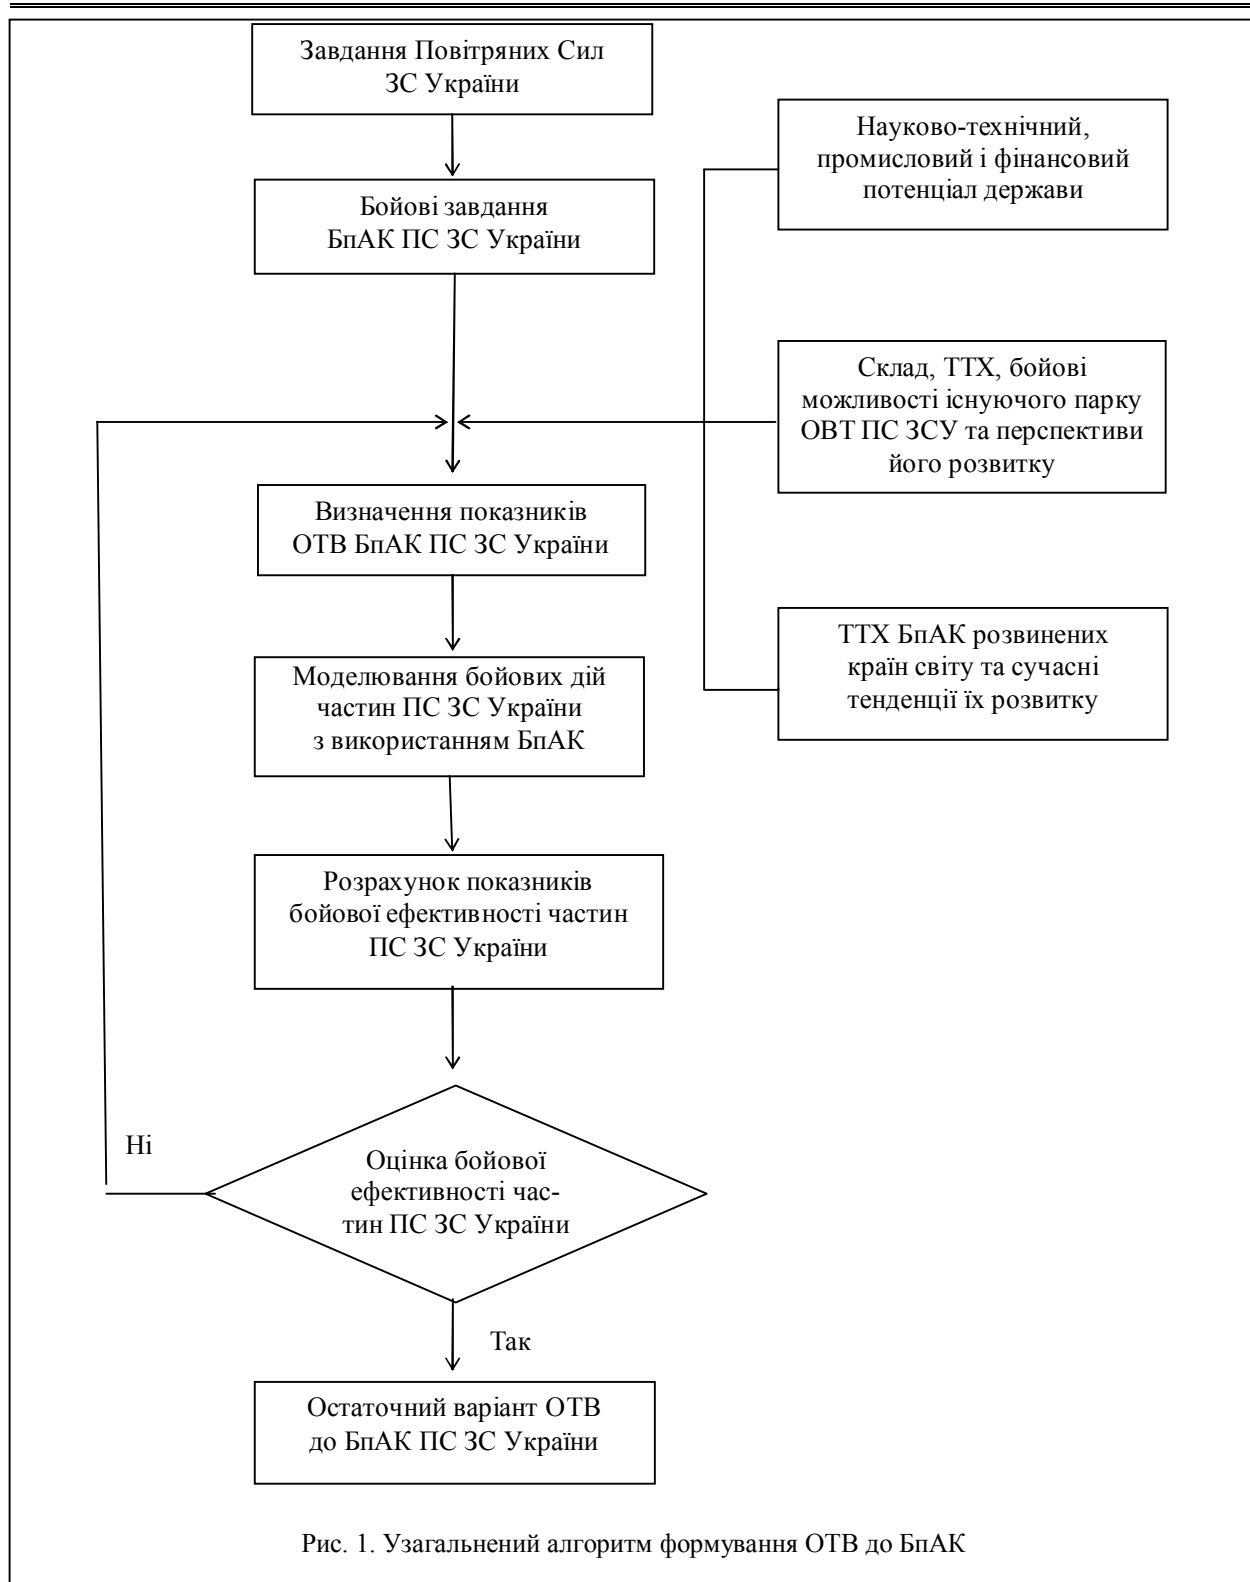 Завдання Повітряних Сил
ЗС України
Науково-технічний,
промисловий і фінансовий
потенціал держави
Бойові завдання
БпАК ПС ЗС України
Склад, ТТХ, бойові
можливості існуючого парку
ОВТ ПС ЗСУ та перспективи
його розвитку
Визначення показників
ОТВ БпАК ПС ЗС України
ТТХ БпАК розвинених
країн світу та сучасні
тенденції їх розвитку
Моделювання бойових дій
частин ПС ЗС України
з використанням БпАК
Розрахунок показників
бойової ефективності частин
ПС ЗС України
Ні
Оцінка бойової
ефективності час-
тин ПС ЗС України
Так
Остаточний варіант ОТВ
до БпАК ПС ЗС України
Рис. 1. Узагальнений алгоритм формування ОТВ до БпАК